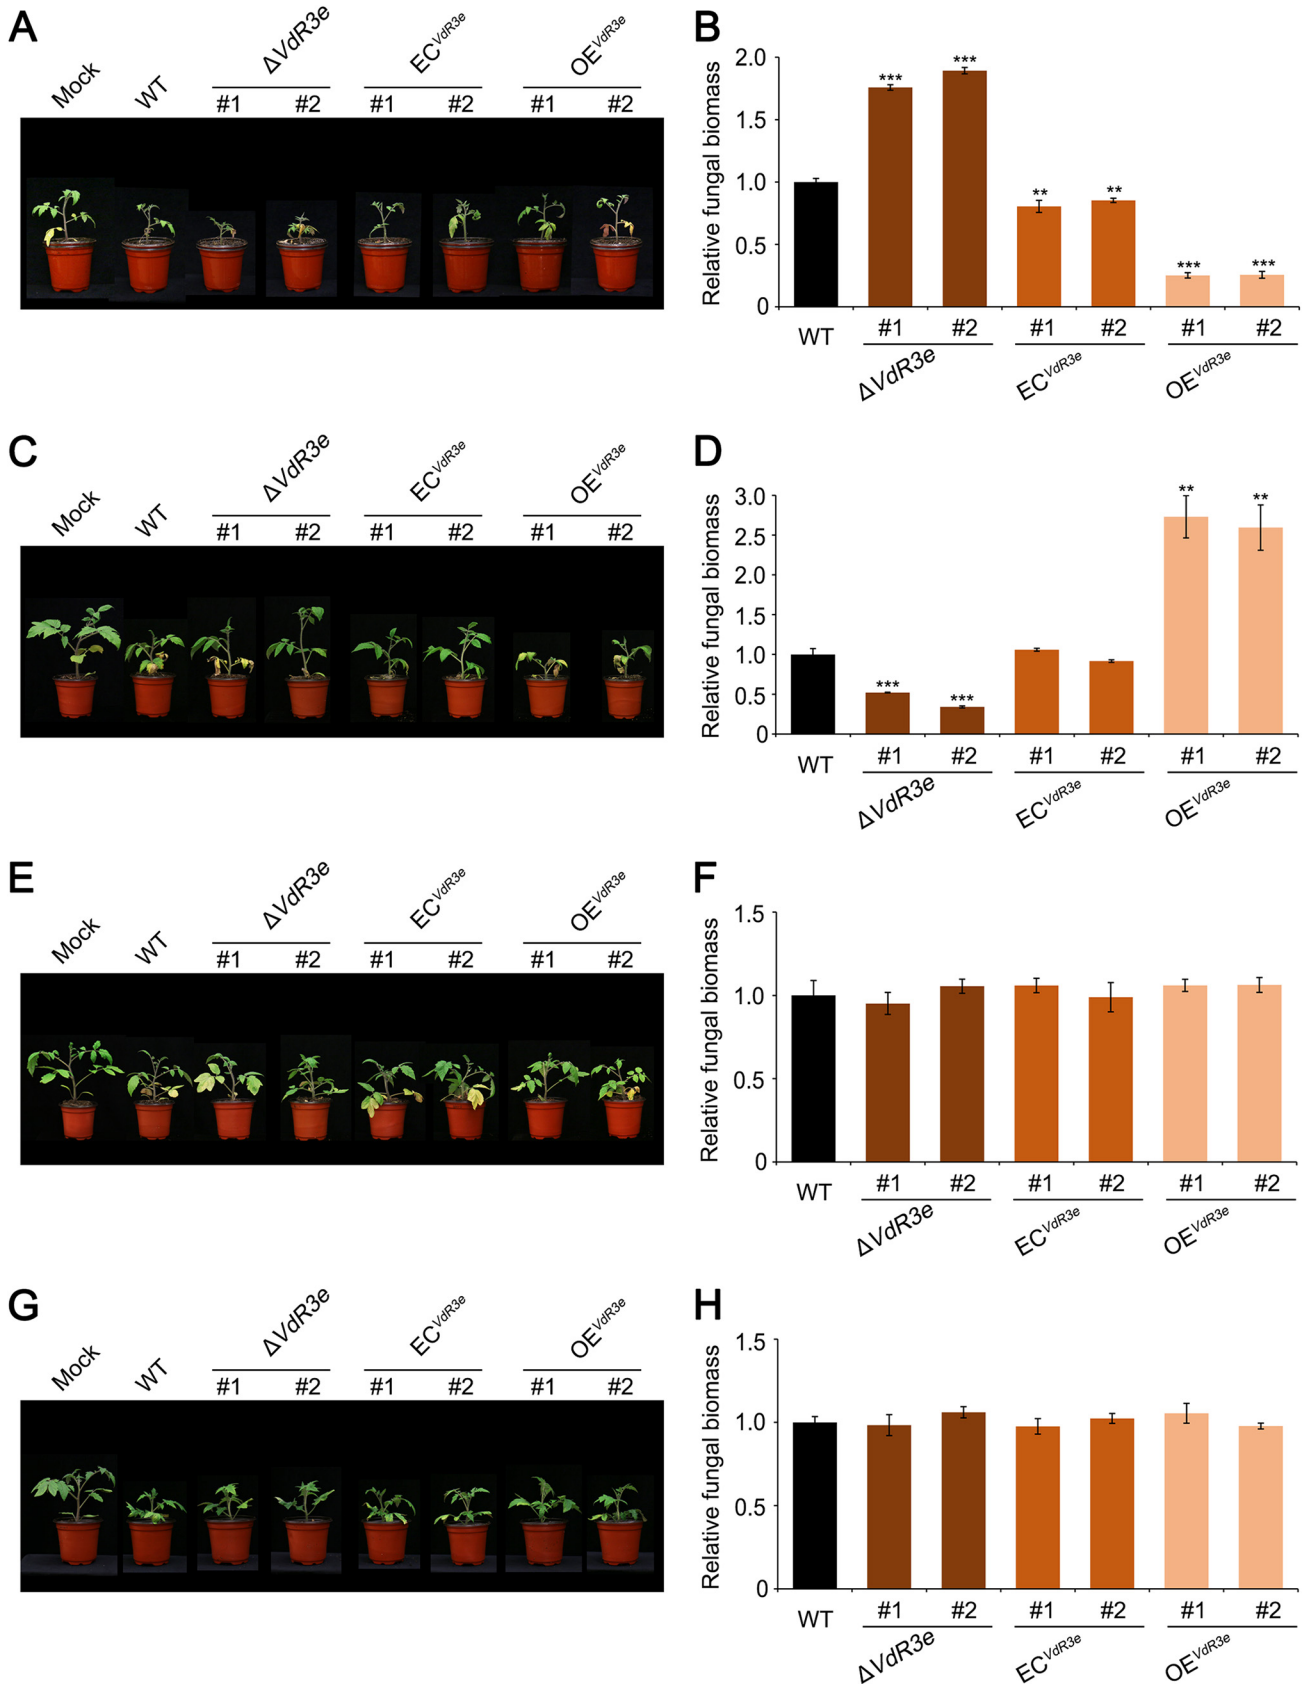 A
Mock WT ΔVdR3e EC^VdR3e OE^VdR3e
#1 #2 #1 #2 #1 #2
B
Relative fungal biomass
2.0
1.5
1.0
0.5
0
*** *** ** ** *** ***
WT #1 #2 #1 #2 #1 #2
ΔVdR3e EC^VdR3e OE^VdR3e
C
Mock WT ΔVdR3e EC^VdR3e OE^VdR3e
#1 #2 #1 #2 #1 #2
D
Relative fungal biomass
3.0
2.5
2.0
1.5
1.0
0.5
0
*** *** ** **
WT #1 #2 #1 #2 #1 #2
ΔVdR3e EC^VdR3e OE^VdR3e
E
Mock WT ΔVdR3e EC^VdR3e OE^VdR3e
#1 #2 #1 #2 #1 #2
F
Relative fungal biomass
1.5
1.0
0.5
0
WT #1 #2 #1 #2 #1 #2
ΔVdR3e EC^VdR3e OE^VdR3e
G
Mock WT ΔVdR3e EC^VdR3e OE^VdR3e
#1 #2 #1 #2 #1 #2
H
Relative fungal biomass
1.5
1.0
0.5
0
WT #1 #2 #1 #2 #1 #2
ΔVdR3e EC^VdR3e OE^VdR3e